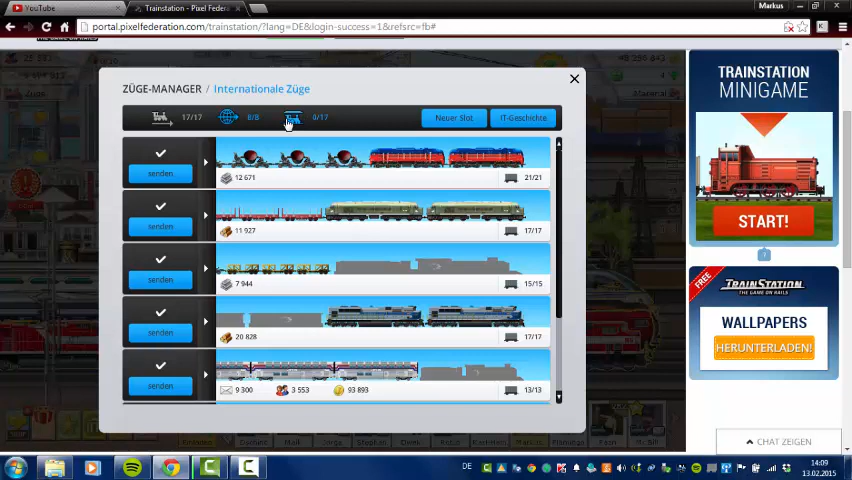 YouTube
Trainstation - Pixel Feder
Markus
portal.pixelfederation.com/trainstation/?lang=DE&login-success=1&refsrc=fb#
ZÜGE-MANAGER / Internationale Züge
17/17
8/8
0/17
Neuer Slot
IT-Geschichte
senden
12 671
21/21
senden
11 927
17/17
senden
7 944
15/15
senden
20 828
17/17
senden
9 300
3 553
93 893
13/13
TRAINSTATION
MINIGAME
START!
1
FREE
TRAINSTATION
THE GAME ON RAILS
WALLPAPERS
HERUNTERLADEN!
CHAT ZEIGEN
DE
14:09
13.02.2015